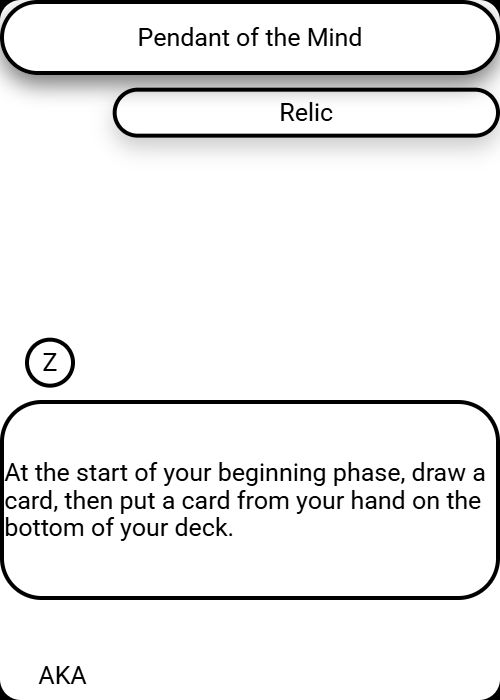 Pendant of the Mind
Relic
Z
At the start of your beginning phase, draw a
card, then put a card from your hand on the
bottom of your deck.
AKA